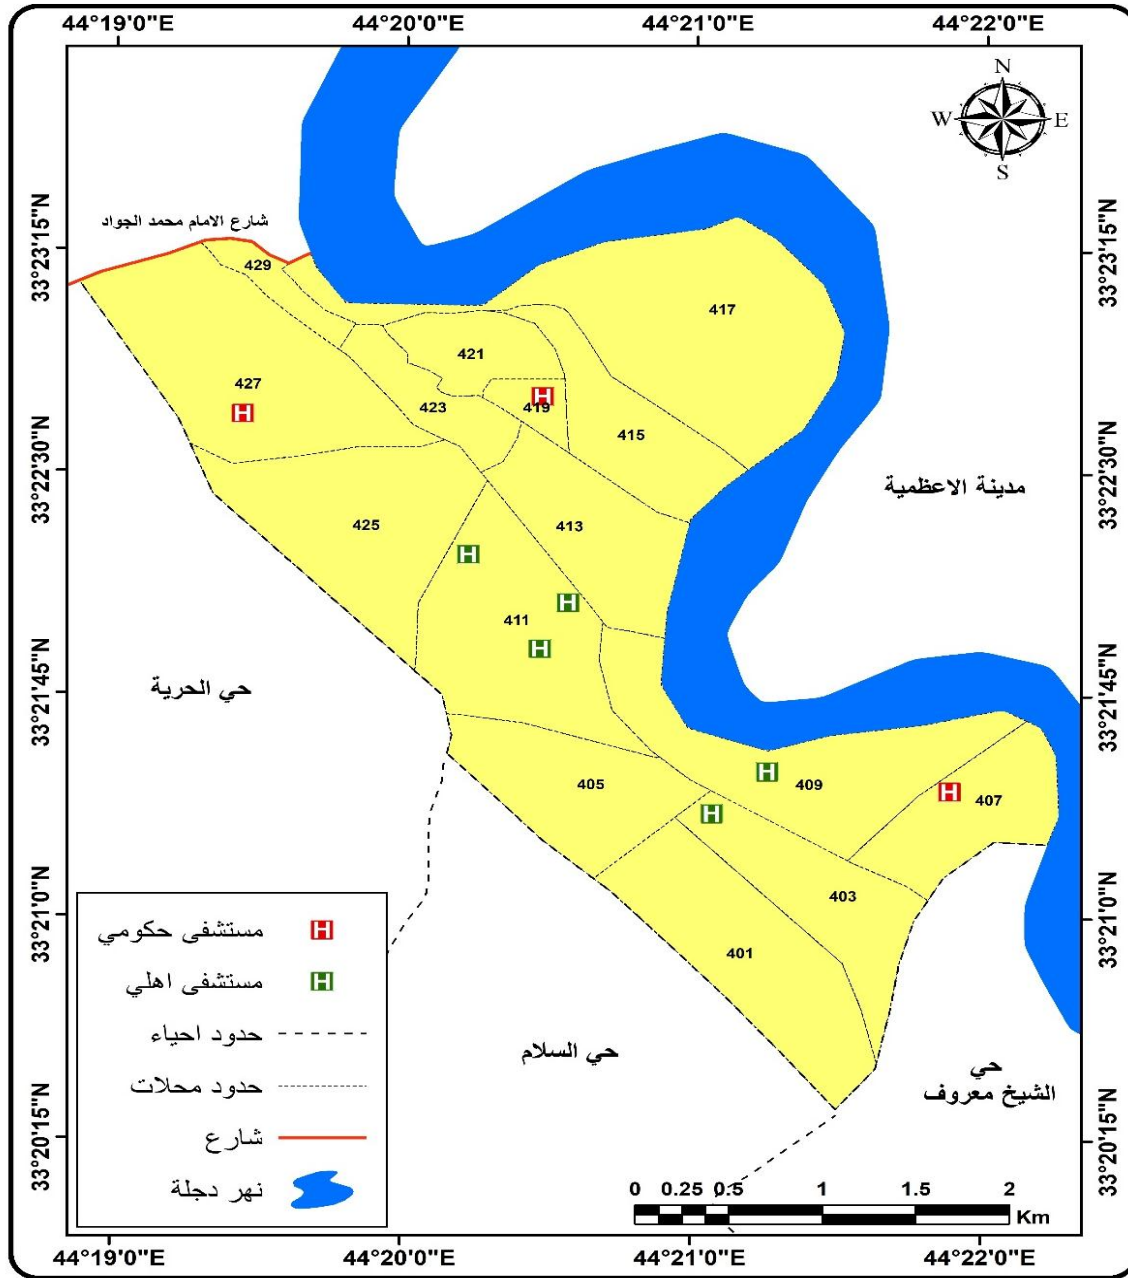 44°19'0"E
44°20'0"E
44°21'0"E
44°22'0"E
N
W
E
S
33°23'15"N
33°23'15"N
شارع الامام محمد الجواد
429
417
421
427
H
H
419
423
415
33°22'30"N
33°22'30"N
مدينة الاعظمية
425
413
H
H
411
H
33°21'45"N
33°21'45"N
حي الحرية
H
405
409
H
407
H
403
401
33°21'0"N
33°21'0"N
مستشفى حكومي H
مستشفى اهلي H
حدود احياء
حدود محلات
شارع
نهر دجلة
حي السلام
حي
الشيخ معروف
33°20'15"N
33°20'15"N
0 0.25 0.5 1 1.5 2
Km
44°19'0"E
44°20'0"E
44°21'0"E
44°22'0"E